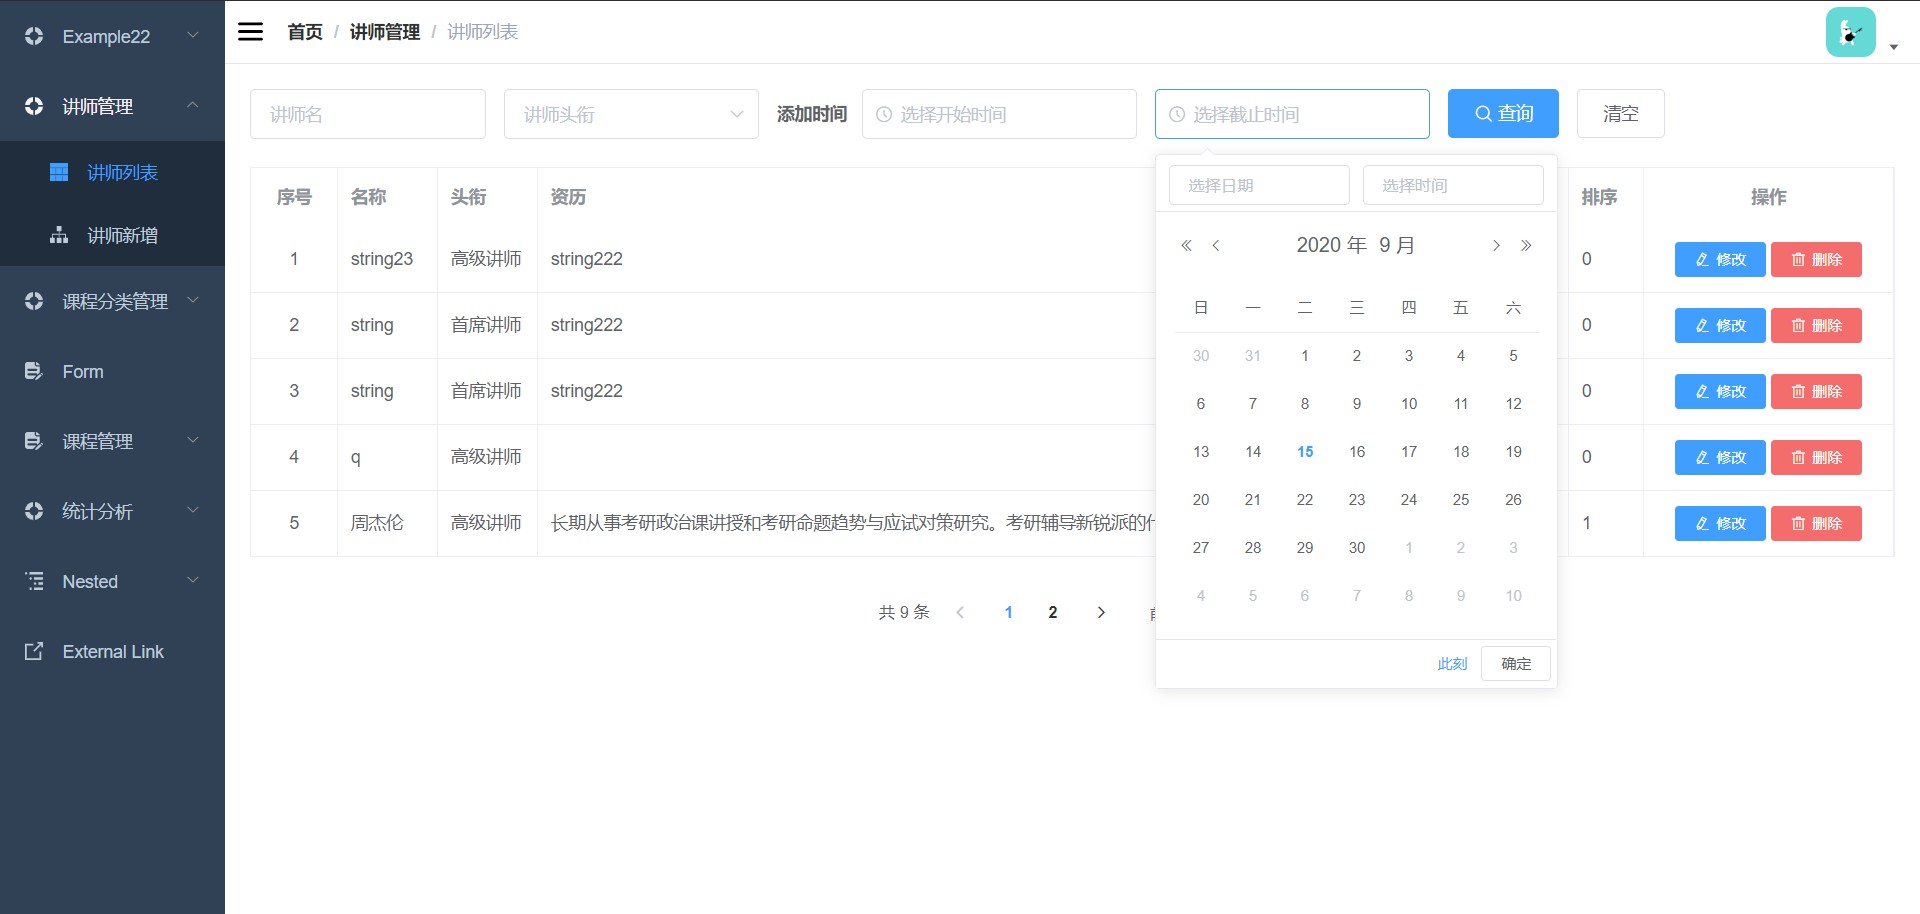 Example22
讲师管理
讲师列表
讲师新增
课程分类管理
Form
课程管理
统计分析
Nested
External Link
首页 / 讲师管理 / 讲师列表
讲师名 讲师头衔 添加时间 选择开始时间 选择截止时间 查询 清空
序号 名称 头衔 资历 排序 操作
1 string23 高级讲师 string222 0 修改 删除
2 string 首席讲师 string222 0 修改 删除
3 string 首席讲师 string222 0 修改 删除
4 q 高级讲师 0 修改 删除
5 周杰伦 高级讲师 长期从事考研政治课讲授和考研命题趋势与应试对策研究。考研辅导新锐派的 1 修改 删除
共 9 条 1 2
选择日期 选择时间
2020 年 9 月
日 一 二 三 四 五 六
30 31 1 2 3 4 5
6 7 8 9 10 11 12
13 14 15 16 17 18 19
20 21 22 23 24 25 26
27 28 29 30 1 2 3
4 5 6 7 8 9 10
此刻 确定